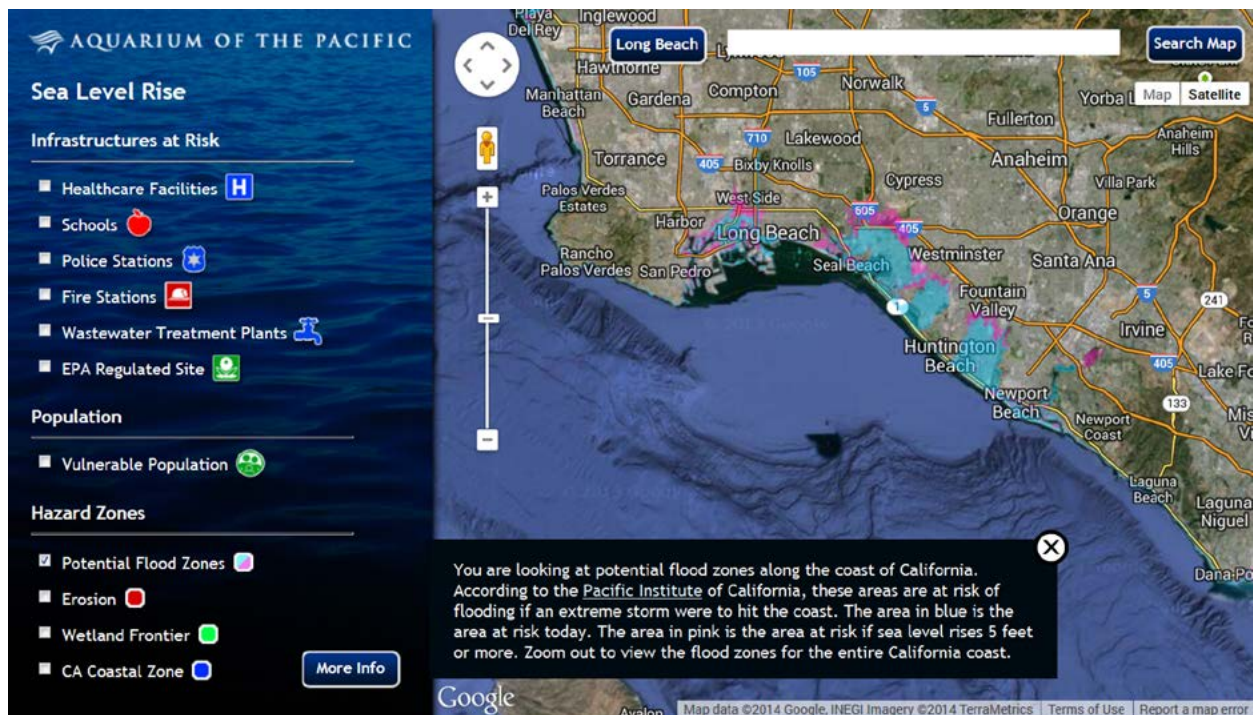 AQUARIUM OF THE PACIFIC
Sea Level Rise
Infrastructures at Risk
Healthcare Facilities H
Schools
Police Stations
Fire Stations
Wastewater Treatment Plants
EPA Regulated Site
Population
Vulnerable Population
Hazard Zones
Potential Flood Zones
Erosion
Wetland Frontier
CA Coastal Zone
More Info
Long Beach
Search Map
Map
Satellite
Playa
Del Rey
Inglewood
Hawthorne
105
Norwalk
Manhattan
Beach
Gardena
Compton
5
Yorba L
Fullerton
710
Lakewood
Anaheim
Hills
Torrance
405
Bixby Knolls
Anaheim
Cypress
Villa Park
Palos Verdes
Estates
West Side
605
Orange
Harbor
Long Beach
405
Rancho
Palos Verdes
San Pedro
Seal Beach
Westminster
Santa Ana
1
Fountain
Valley
5
241
Irvine
Huntington
Beach
405
Lake Fo
Newport
Beach
133
Newport
Coast
Mis
Vi
Laguna
Beach
Laguna
Niguel
Dana Po
You are looking at potential flood zones along the coast of California.
According to the Pacific Institute of California, these areas are at risk of
flooding if an extreme storm were to hit the coast. The area in blue is the
area at risk today. The area in pink is the area at risk if sea level rises 5 feet
or more. Zoom out to view the flood zones for the entire California coast.
Google
Avalon
Map data ©2014 Google, INEGI Imagery ©2014 TerraMetrics
Terms of Use
Report a map error